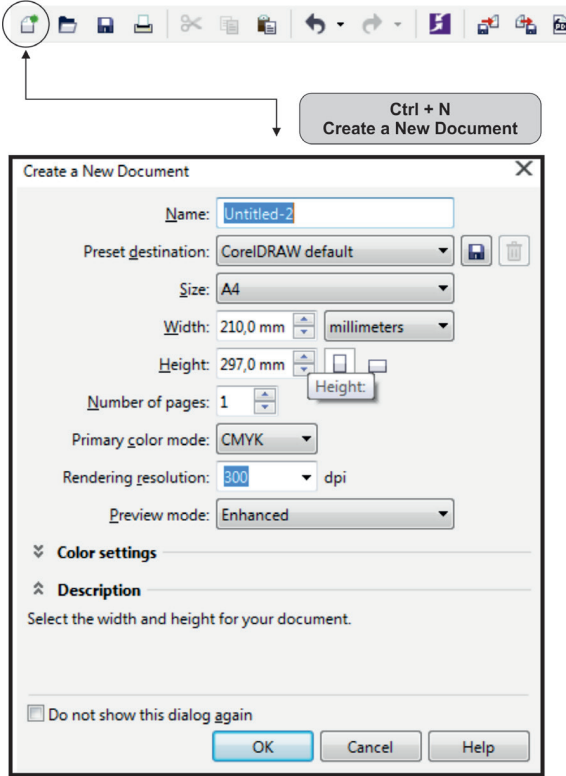 PD
Ctrl + N
Create a New Document
Create a New Document
Name: Untitled-2
Preset destination: CorelDRAW default
Size: A4
Width: 210,0 mm millimeters
Height: 297,0 mm
Height:
Number of pages: 1
Primary color mode: CMYK
Rendering resolution: 300 dpi
Preview mode: Enhanced
Color settings
Description
Select the width and height for your document.
Do not show this dialog again
OK Cancel Help